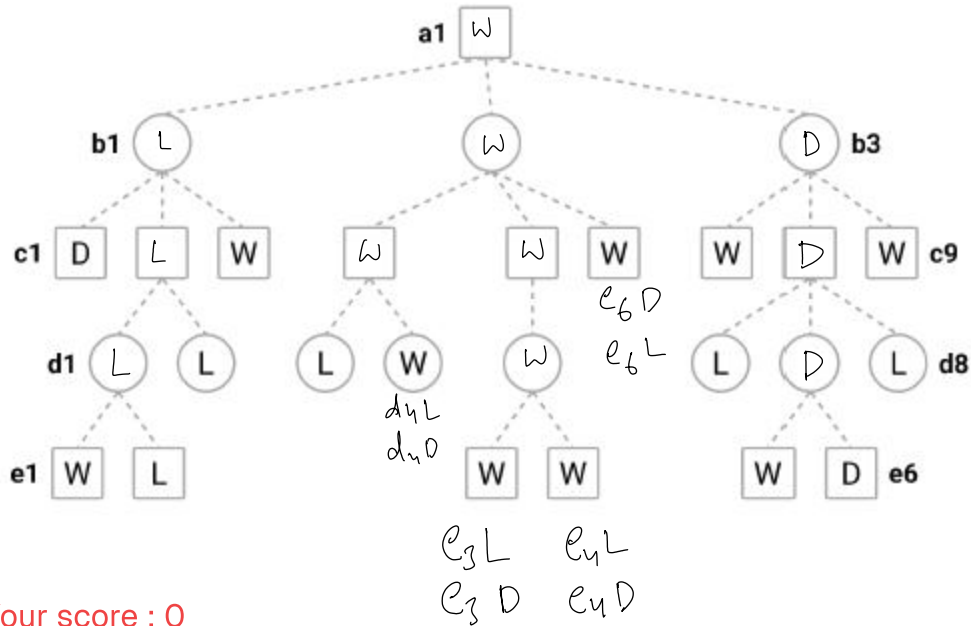 a1 W
b1 L W D b3
c1 D L W W W W W D W c9
e6 D
e6 L
d1 L L L W W L D L d8
d4 L
d4 D
e1 W L W W W D e6
e3 L e4 L
e3 D e4 D
our score : 0